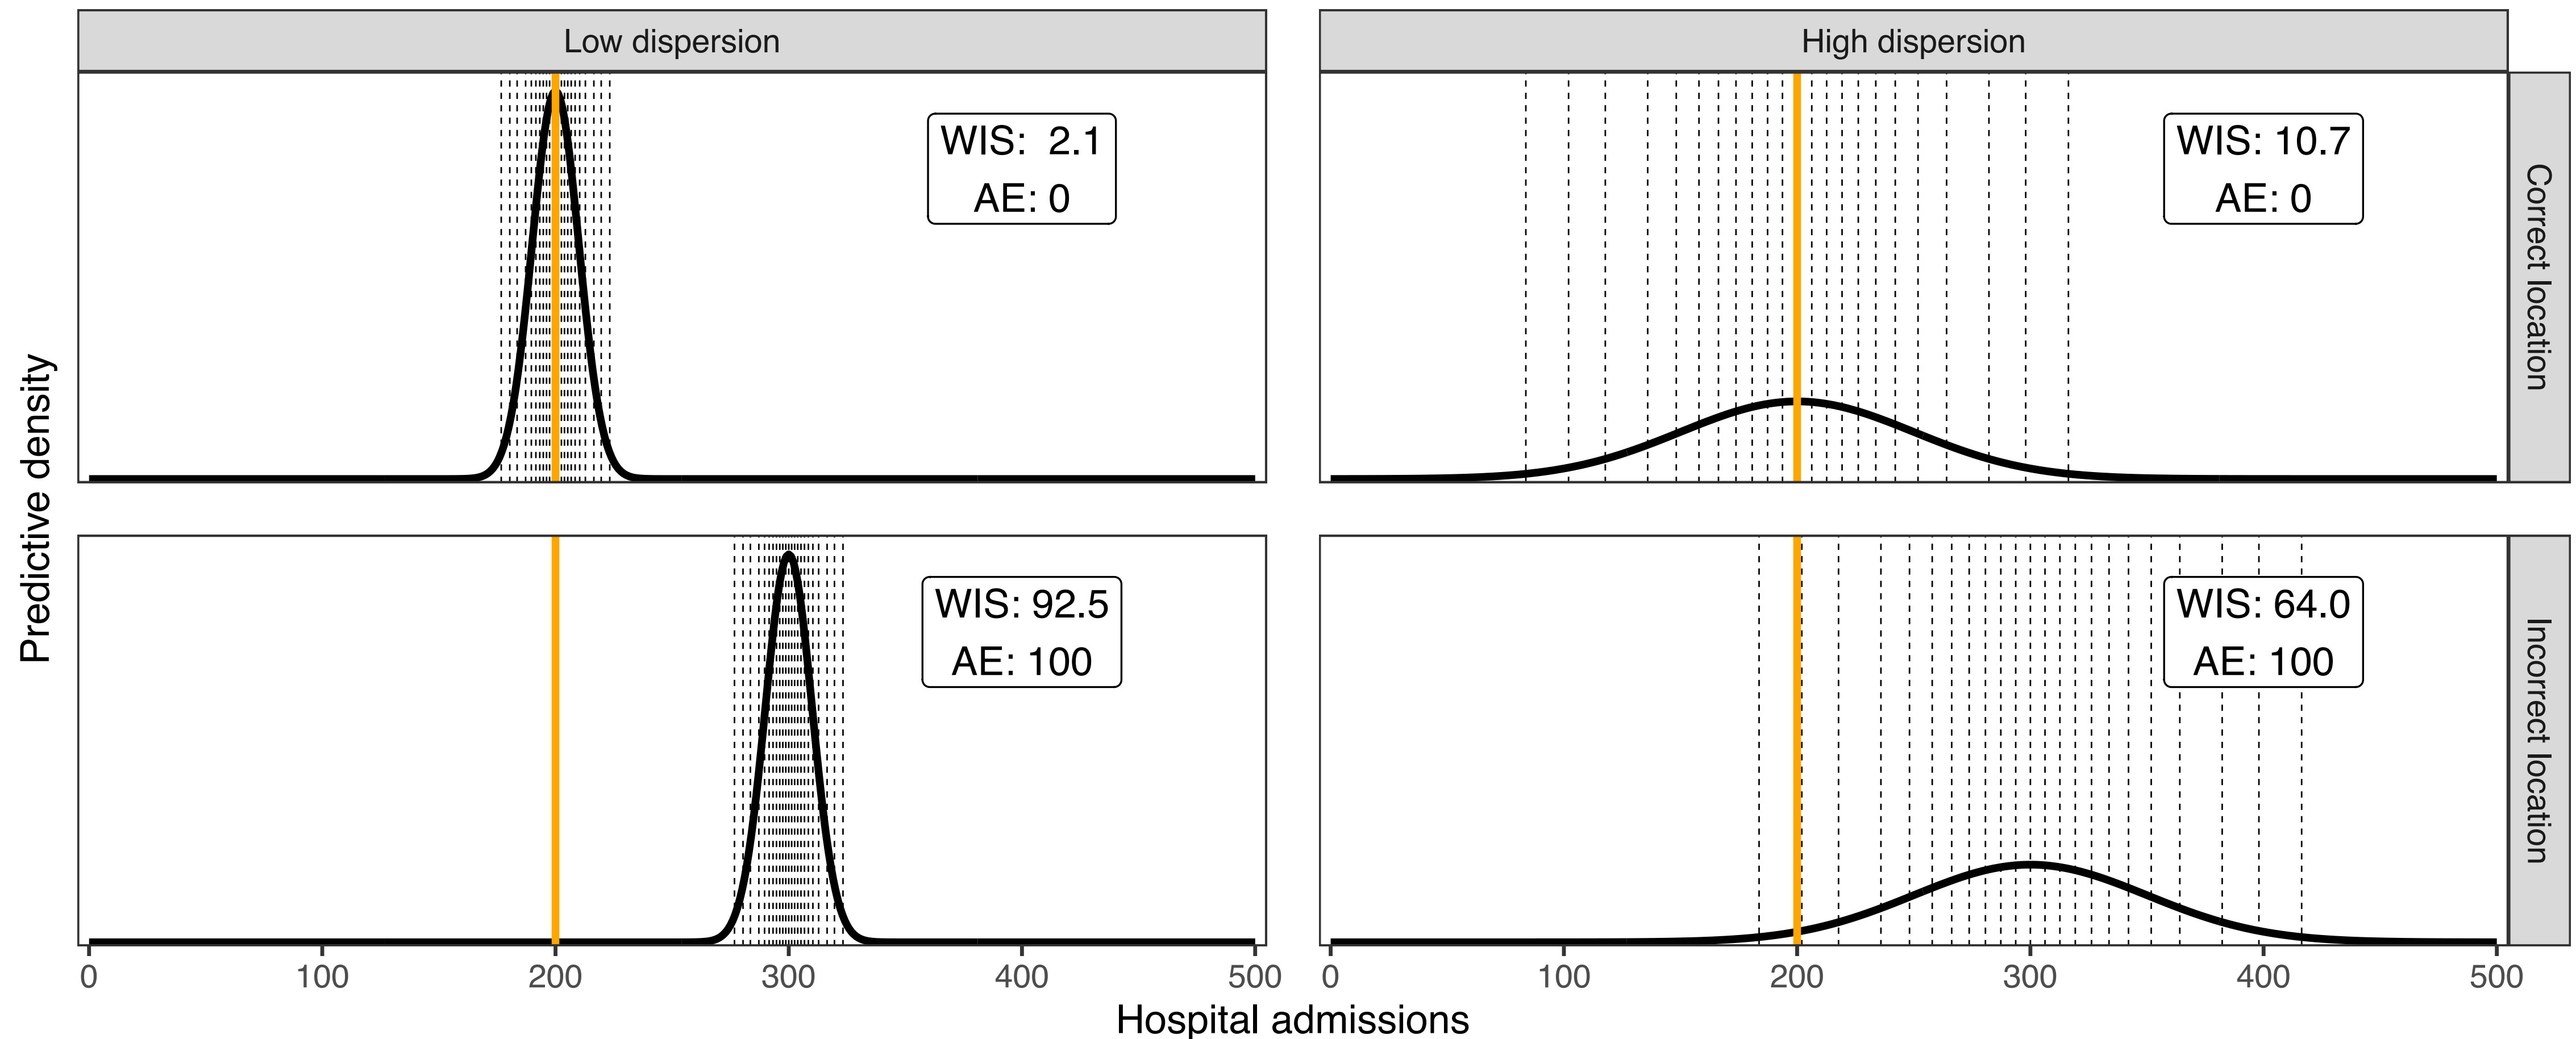 Low dispersion
High dispersion
WIS: 2.1
AE: 0
WIS: 10.7
AE: 0
Correct location
Predictive density
WIS: 92.5
AE: 100
WIS: 64.0
AE: 100
Incorrect location
0 100 200 300 400 500
0 100 200 300 400 500
Hospital admissions